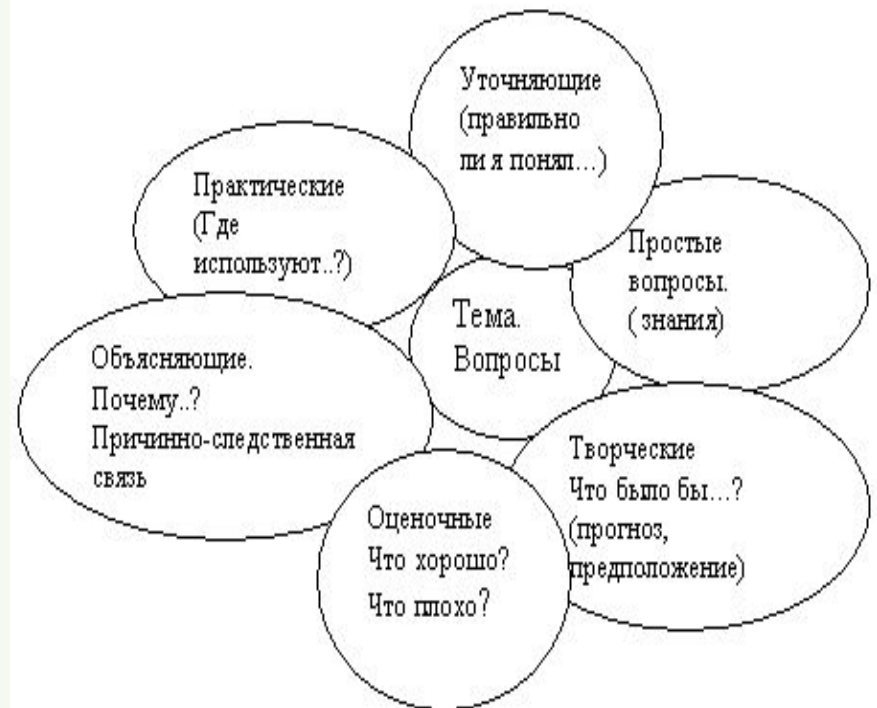 Уточняющие
(правильно
ли я понял...)
Практические
(Где
используют..?)
Простые
вопросы.
( знания)
Тема.
Вопросы
Объясняющие.
Почему..?
Причинно-следственная
связь
Творческие
Что было бы...?
(прогноз,
предположение)
Оценочные
Что хорошо?
Что плохо?